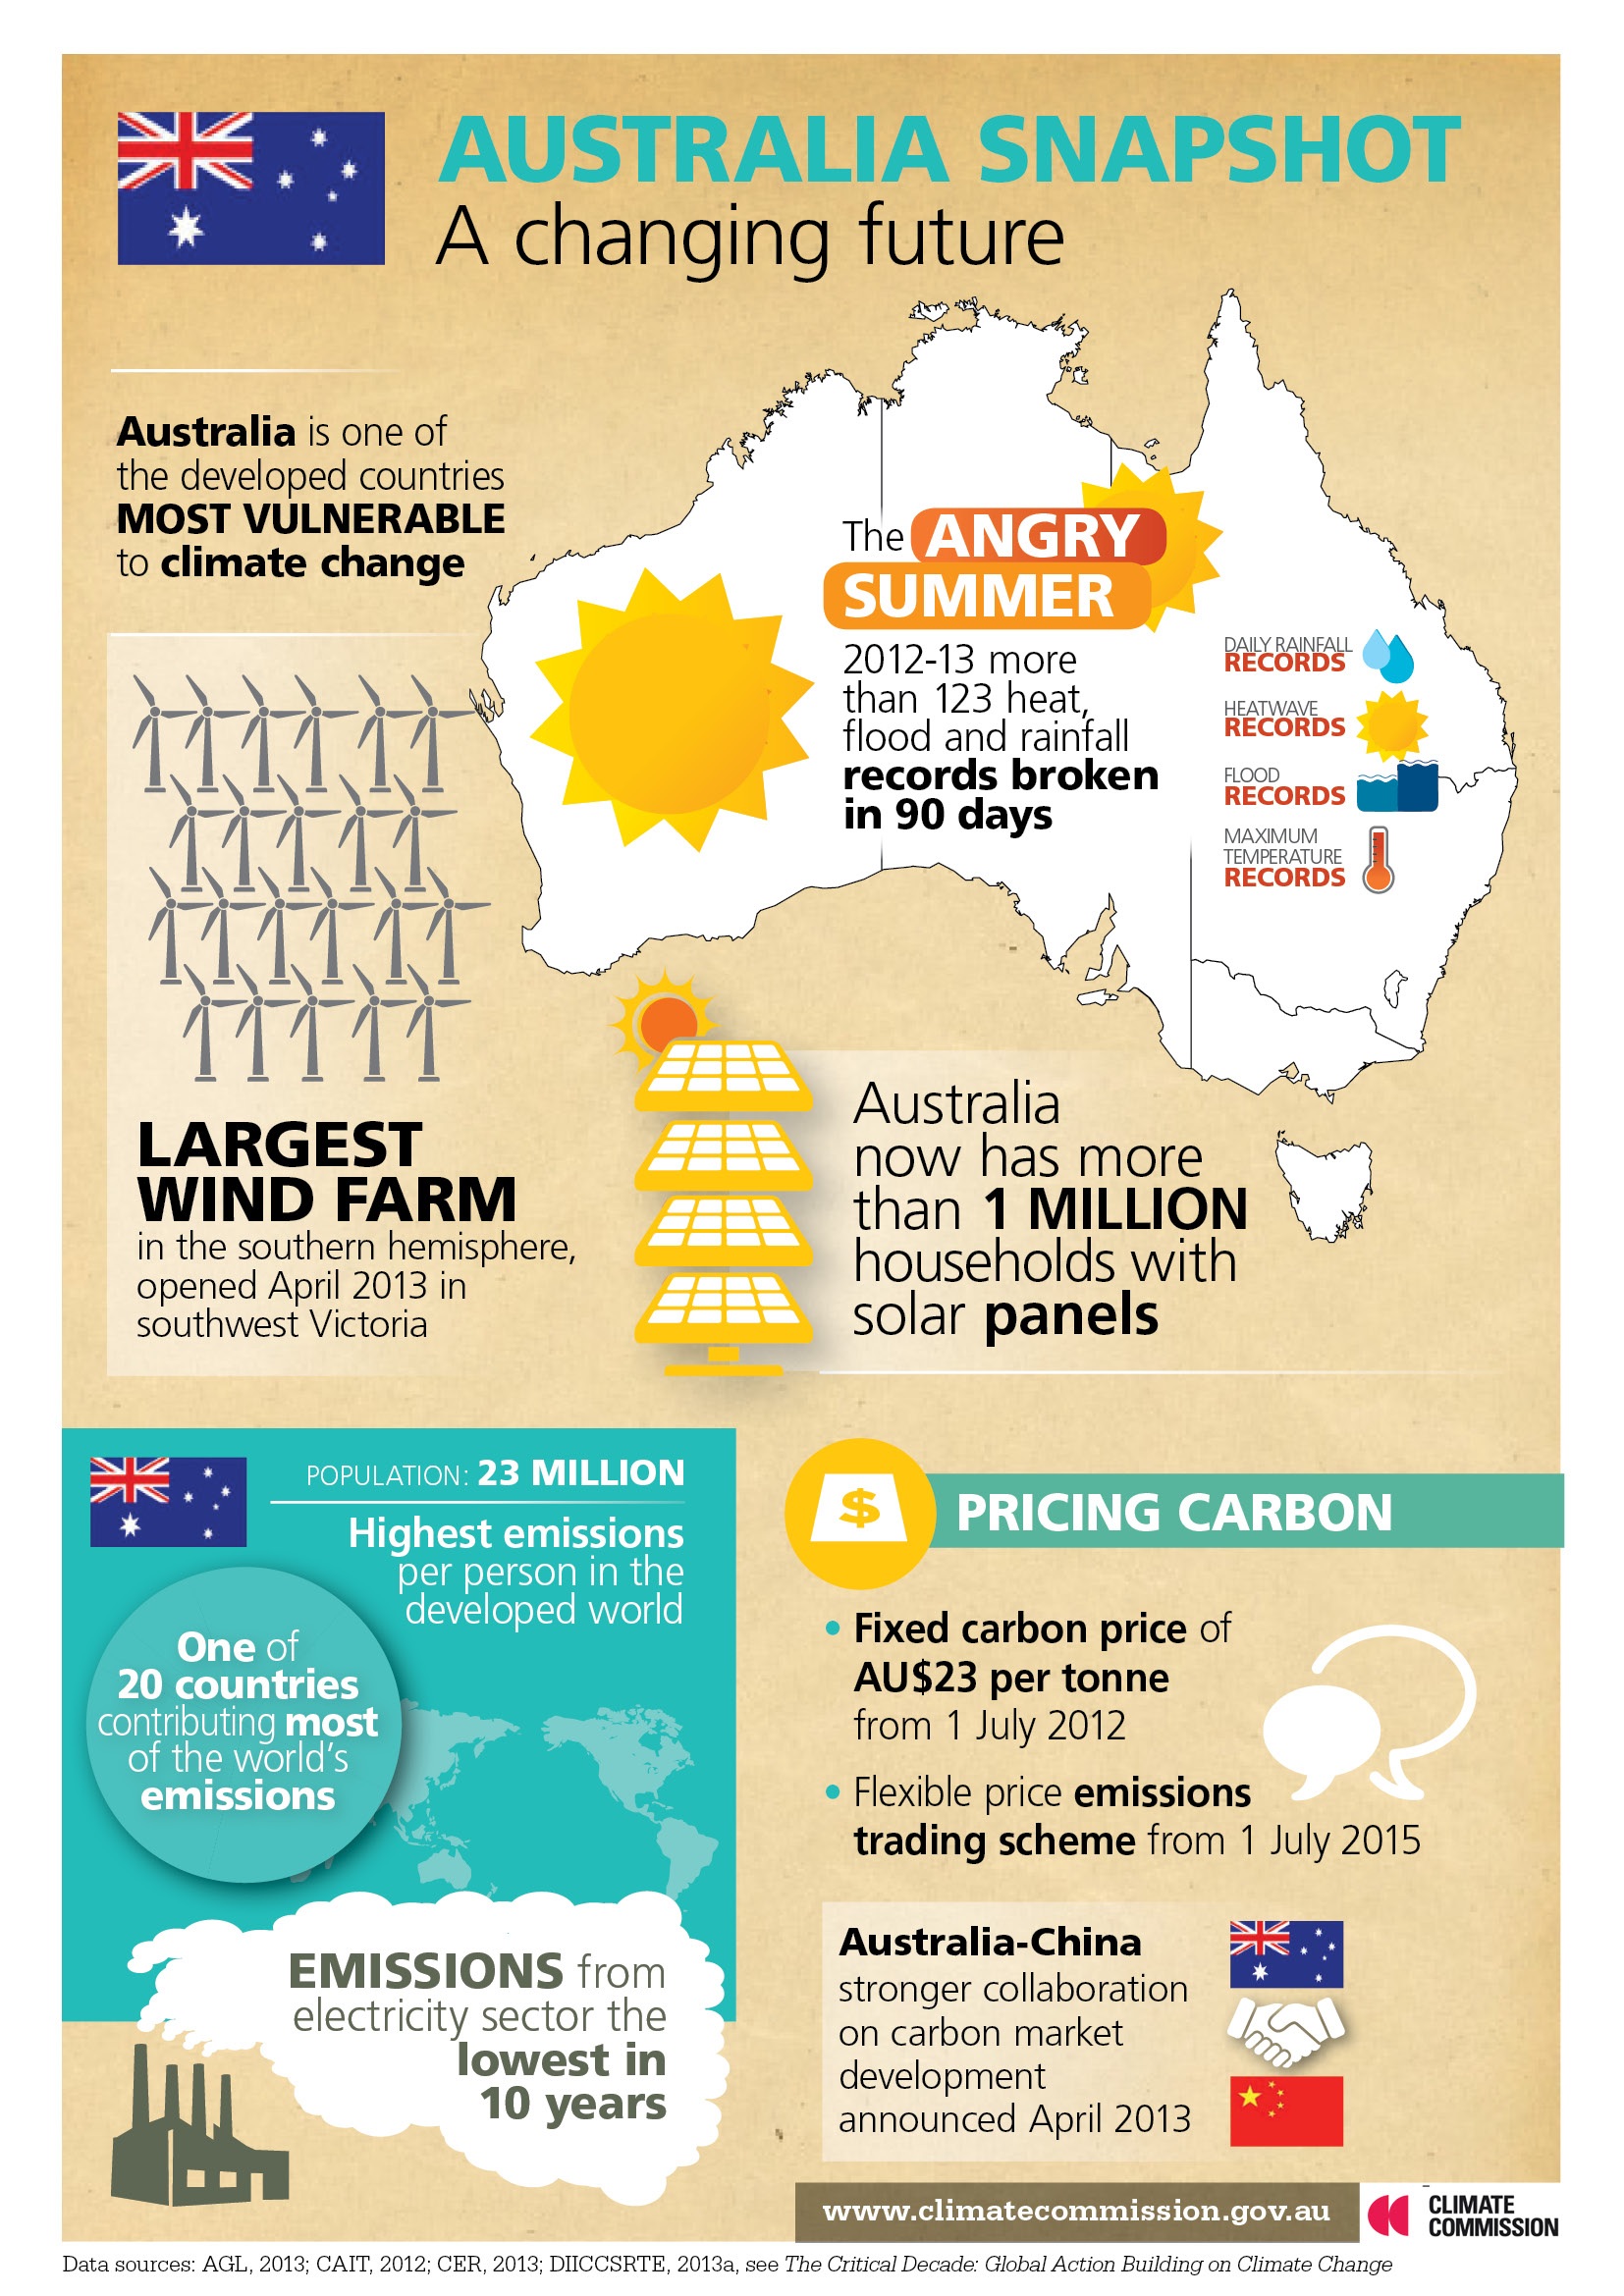 AUSTRALIA SNAPSHOT
A changing future
Australia is one of
the developed countries
MOST VULNERABLE
to climate change
The ANGRY
SUMMER
2012-13 more
than 123 heat,
flood and rainfall
records broken
in 90 days
DAILY RAINFALL
RECORDS
HEATWAVE
RECORDS
FLOOD
RECORDS
MAXIMUM
TEMPERATURE
RECORDS
LARGEST
WIND FARM
in the southern hemisphere,
opened April 2013 in
southwest Victoria
Australia
now has more
than 1 MILLION
households with
solar panels
POPULATION: 23 MILLION
Highest emissions
per person in the
developed world
One of
20 countries
contributing most
of the world's
emissions
EMISSIONS from
electricity sector the
lowest in
10 years
$
PRICING CARBON
• Fixed carbon price of
AU$23 per tonne
from 1 July 2012
• Flexible price emissions
trading scheme from 1 July 2015
Australia-China
stronger collaboration
on carbon market
development
announced April 2013
www.climatecommission.gov.au
CLIMATE
COMMISSION
Data sources: AGL, 2013; CAIT, 2012; CER, 2013; DIICCSRTE, 2013a, see The Critical Decade: Global Action Building on Climate Change